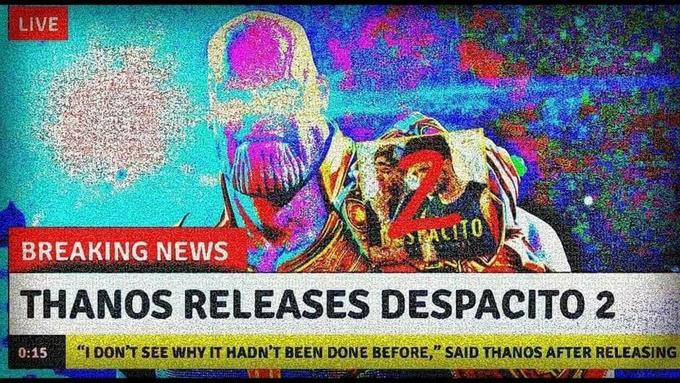 LIVE
2
SPACITO
BREAKING NEWS
THANOS RELEASES DESPACITO 2
0:15 "I DON'T SEE WHY IT HADN'T BEEN DONE BEFORE," SAID THANOS AFTER RELEASING